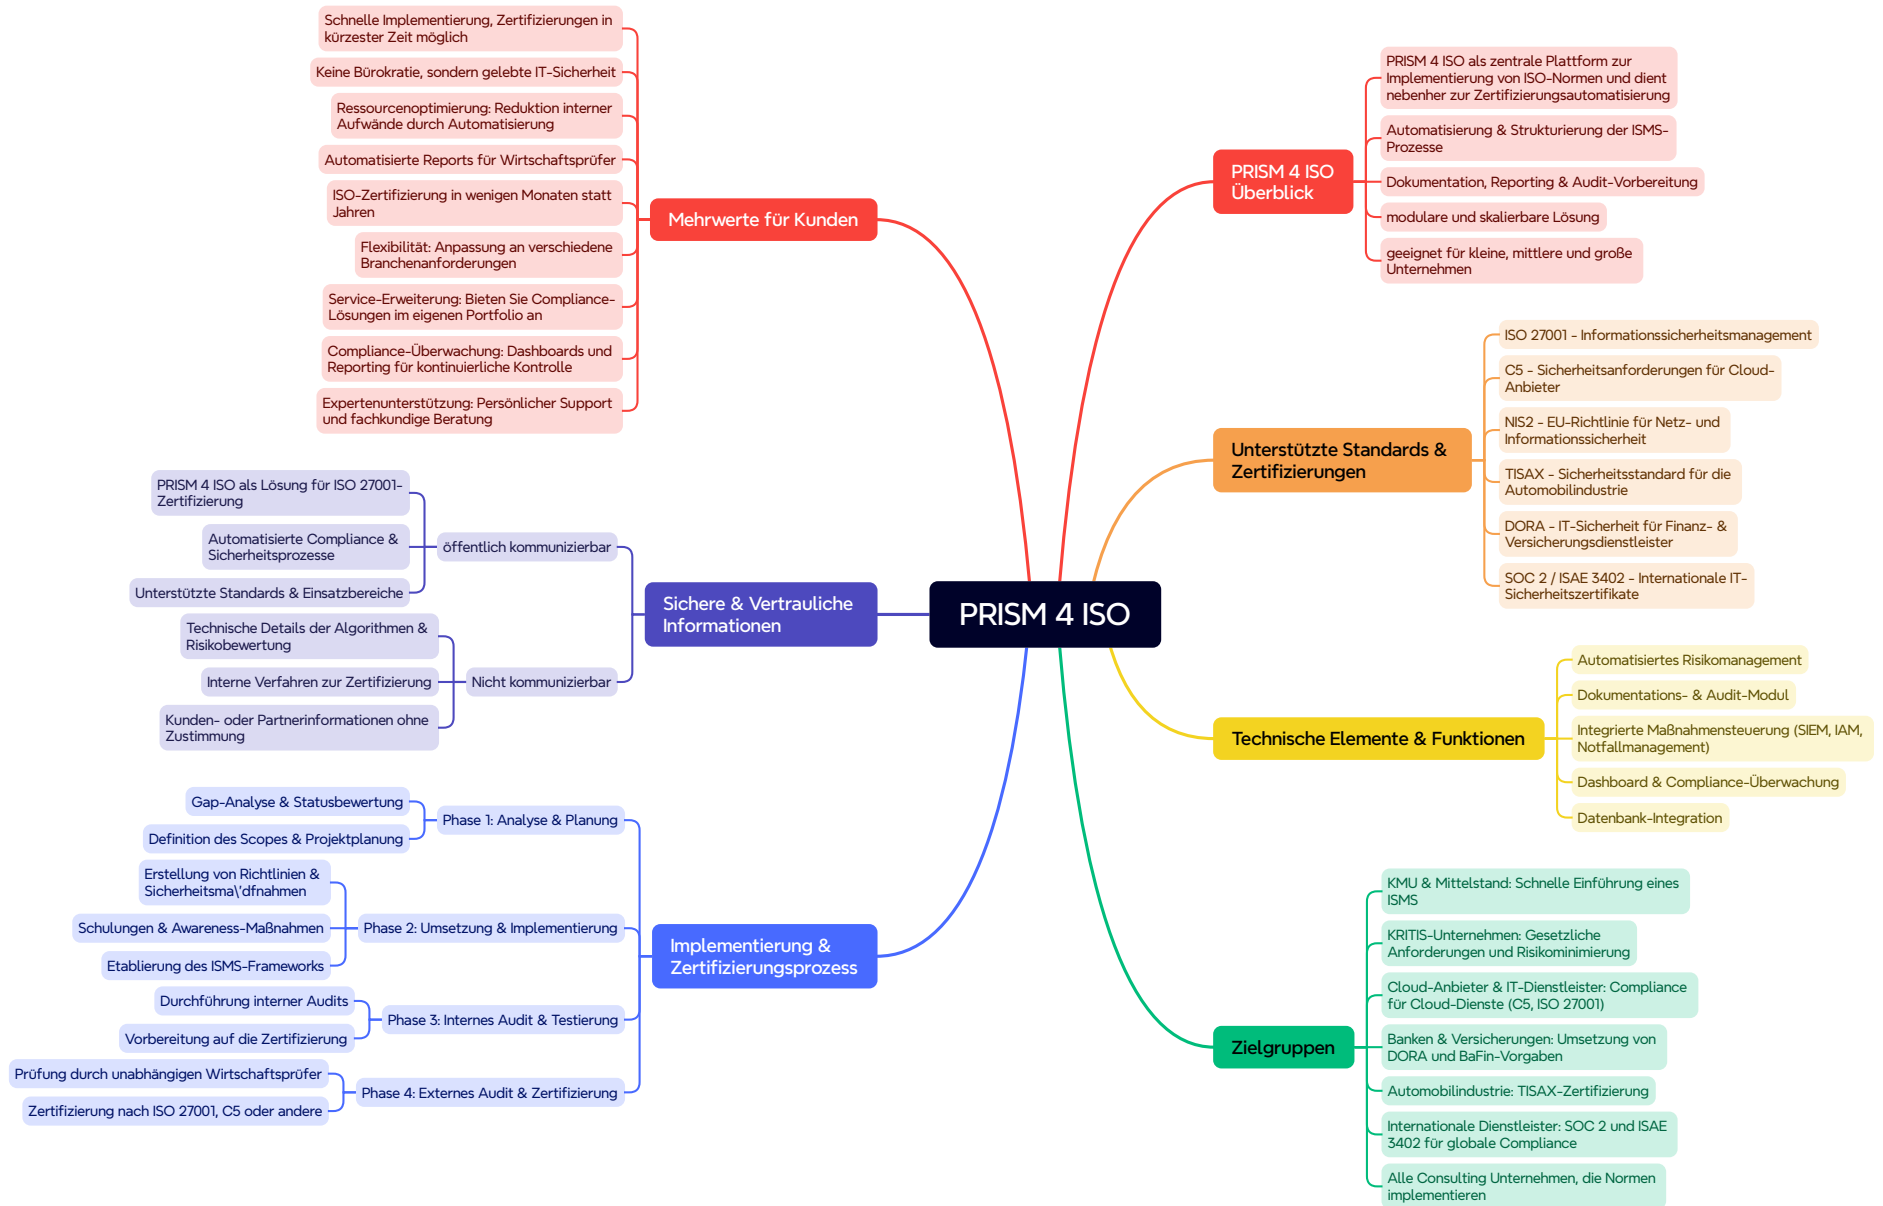 PRISM 4 ISO
PRISM 4 ISO
Überblick
PRISM 4 ISO als zentrale Plattform zur
Implementierung von ISO-Normen und dient
nebenher zur Zertifizierungsautomatisierung
Automatisierung & Strukturierung der ISMS-
Prozesse
Dokumentation, Reporting & Audit-Vorbereitung
modulare und skalierbare Lösung
geeignet für kleine, mittlere und große
Unternehmen
Unterstützte Standards &
Zertifizierungen
ISO 27001 - Informationssicherheitsmanagement
C5 - Sicherheitsanforderungen für Cloud-
Anbieter
NIS2 - EU-Richtlinie für Netz- und
Informationssicherheit
TISAX - Sicherheitsstandard für die
Automobilindustrie
DORA - IT-Sicherheit für Finanz- &
Versicherungsdienstleister
SOC 2 / ISAE 3402 - Internationale IT-
Sicherheitszertifikate
Technische Elemente & Funktionen
Automatisiertes Risikomanagement
Dokumentations- & Audit-Modul
Integrierte Maßnahmensteuerung (SIEM, IAM,
Notfallmanagement)
Dashboard & Compliance-Überwachung
Datenbank-Integration
Zielgruppen
KMU & Mittelstand: Schnelle Einführung eines
ISMS
KRITIS-Unternehmen: Gesetzliche
Anforderungen und Risikominimierung
Cloud-Anbieter & IT-Dienstleister: Compliance
für Cloud-Dienste (C5, ISO 27001)
Banken & Versicherungen: Umsetzung von
DORA und BaFin-Vorgaben
Automobilindustrie: TISAX-Zertifizierung
Internationale Dienstleister: SOC 2 und ISAE
3402 für globale Compliance
Alle Consulting Unternehmen, die Normen
implementieren
Mehrwerte für Kunden
Schnelle Implementierung, Zertifizierungen in
kürzester Zeit möglich
Keine Bürokratie, sondern gelebte IT-Sicherheit
Ressourcenoptimierung: Reduktion interner
Aufwände durch Automatisierung
Automatisierte Reports für Wirtschaftsprüfer
ISO-Zertifizierung in wenigen Monaten statt
Jahren
Flexibilität: Anpassung an verschiedene
Branchenanforderungen
Service-Erweiterung: Bieten Sie Compliance-
Lösungen im eigenen Portfolio an
Compliance-Überwachung: Dashboards und
Reporting für kontinuierliche Kontrolle
Expertenunterstützung: Persönlicher Support
und fachkundige Beratung
Sichere & Vertrauliche
Informationen
öffentlich kommunizierbar
PRISM 4 ISO als Lösung für ISO 27001-
Zertifizierung
Automatisierte Compliance &
Sicherheitsprozesse
Unterstützte Standards & Einsatzbereiche
Nicht kommunizierbar
Technische Details der Algorithmen &
Risikobewertung
Interne Verfahren zur Zertifizierung
Kunden- oder Partnerinformationen ohne
Zustimmung
Implementierung &
Zertifizierungsprozess
Phase 1: Analyse & Planung
Gap-Analyse & Statusbewertung
Definition des Scopes & Projektplanung
Phase 2: Umsetzung & Implementierung
Erstellung von Richtlinien &
Sicherheitsma\'dfnahmen
Schulungen & Awareness-Maßnahmen
Etablierung des ISMS-Frameworks
Phase 3: Internes Audit & Testierung
Durchführung interner Audits
Vorbereitung auf die Zertifizierung
Phase 4: Externes Audit & Zertifizierung
Prüfung durch unabhängigen Wirtschaftsprüfer
Zertifizierung nach ISO 27001, C5 oder andere